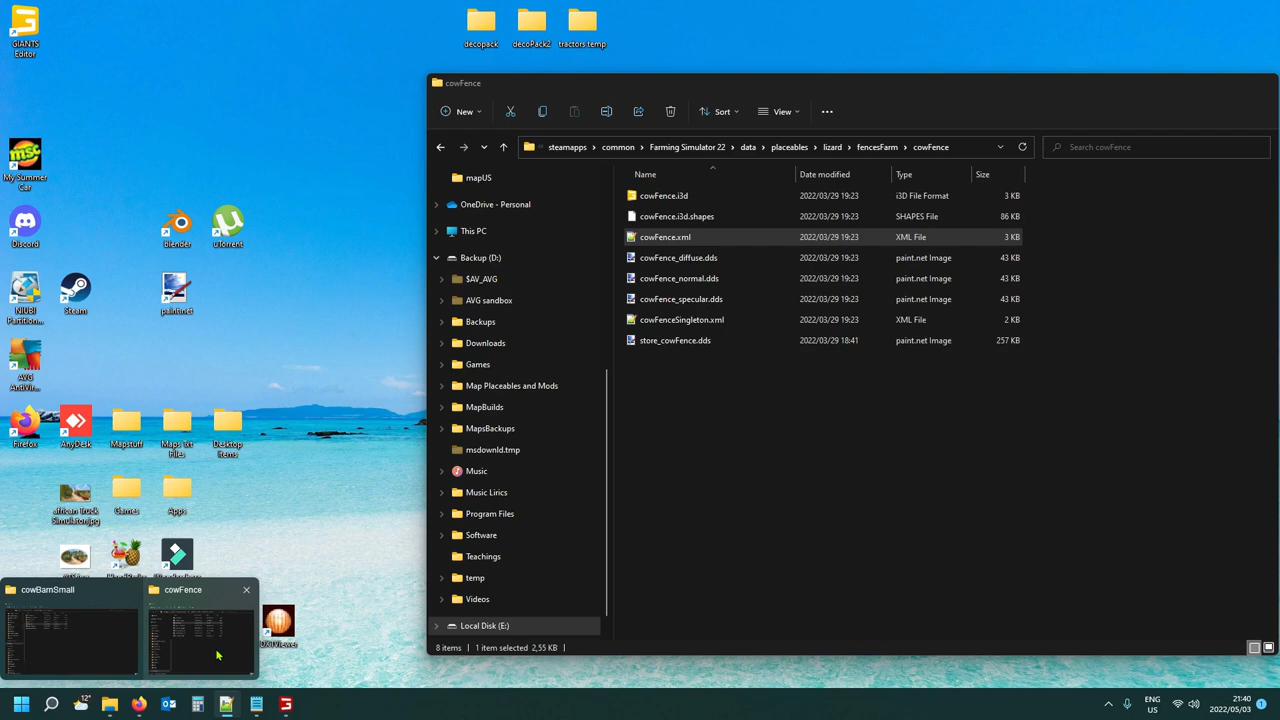 GIANTS
Editor
decopack
decoPack2
tractors temp
cowFence
New
Sort
View
steamapps
common
Farming Simulator 22
data
placeables
lizard
fencesFarm
cowFence
Search cowFence
Name
Date modified
Type
Size
mapUS
OneDrive - Personal
This PC
Backup (D:)
$AV_AVG
AVG sandbox
Backups
Downloads
Games
Map Placeables and Mods
MapBuilds
MapsBackups
msdownld.tmp
Music
Music Lirics
Program Files
Software
Teachings
temp
Videos
Local Disk (E:)
cowFence.i3d 2022/03/29 19:23 i3D File Format 3 KB
cowFence.i3d.shapes 2022/03/29 19:23 SHAPES File 86 KB
cowFence.xml 2022/03/29 19:23 XML File 3 KB
cowFence_diffuse.dds 2022/03/29 19:23 paint.net Image 43 KB
cowFence_normal.dds 2022/03/29 19:23 paint.net Image 43 KB
cowFence_specular.dds 2022/03/29 19:23 paint.net Image 43 KB
cowFenceSingleton.xml 2022/03/29 19:23 XML File 2 KB
store_cowFence.dds 2022/03/29 18:41 paint.net Image 257 KB
8 items
1 item selected 2,55 KB
msc
My Summer
Car
Discord
blender
uTorrent
NIUBI
Partition...
Steam
paint.net
AVG
AntiVir...
Firefox
AnyDesk
Mapstuff
Maps Txt
Files
Desktop
Items
african Truck
Simulator.jpg
Games
Apps
cowBarnSmall
cowFence
DXTViewer
12°
ENG
US
21:40
2022/05/03
1